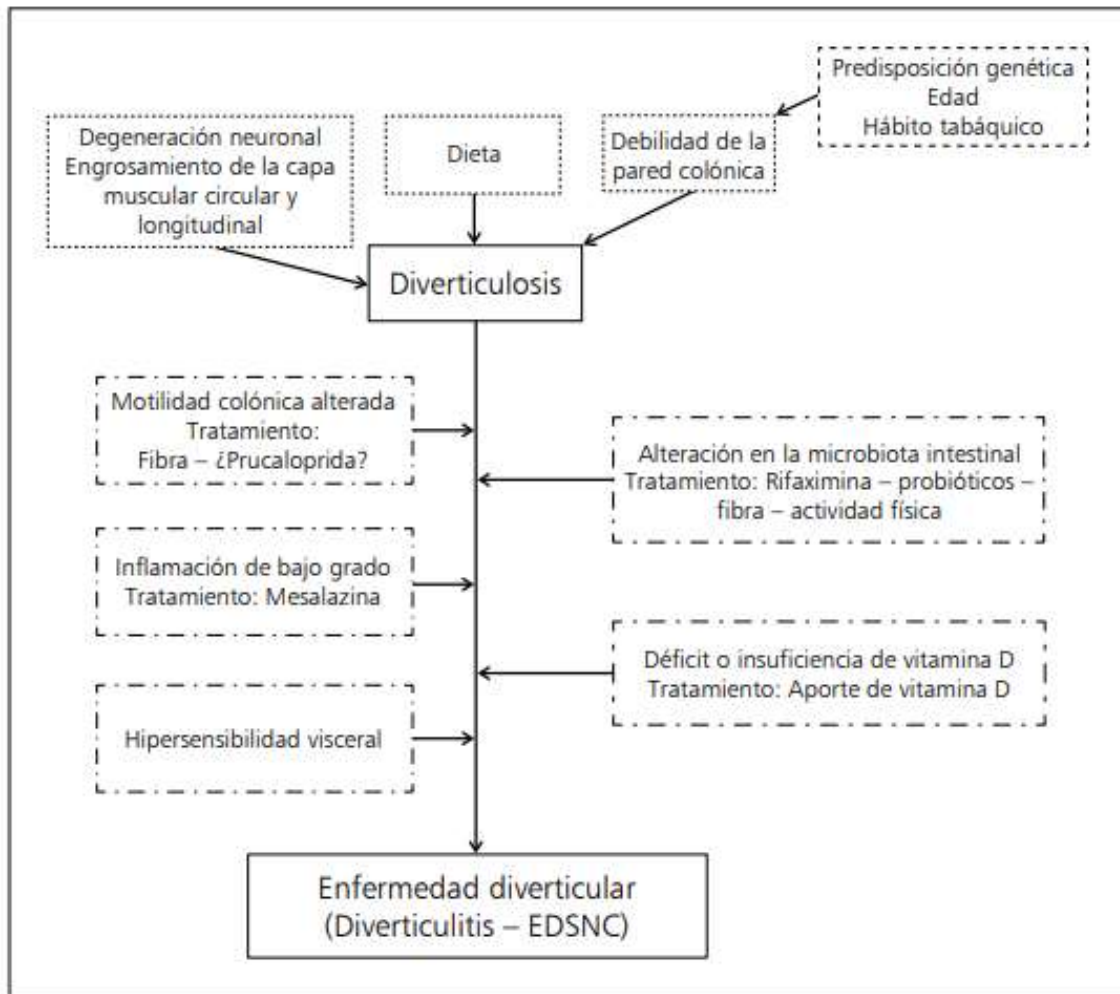 Predisposición genética
Edad
Hábito tabáquico
Degeneración neuronal
Engrosamiento de la capa
muscular circular y
longitudinal
Dieta
Debilidad de la
pared colónica
Diverticulosis
Motilidad colónica alterada
Tratamiento:
Fibra – ¿Prucaloprida?
Alteración en la microbiota intestinal
Tratamiento: Rifaximina – probióticos –
fibra – actividad física
Inflamación de bajo grado
Tratamiento: Mesalazina
Déficit o insuficiencia de vitamina D
Tratamiento: Aporte de vitamina D
Hipersensibilidad visceral
Enfermedad diverticular
(Diverticulitis – EDSNC)